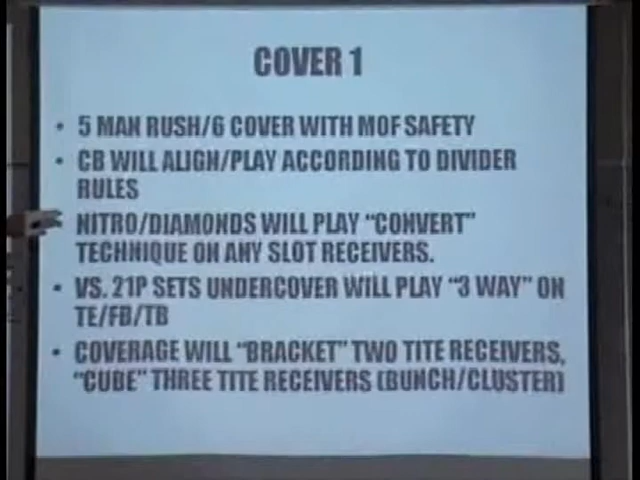 COVER 1
• 5 MAN RUSH/6 COVER WITH MOF SAFETY
• CB WILL ALIGN/PLAY ACCORDING TO DIVIDER
RULES
NITRO/DIAMONDS WILL PLAY "CONVERT"
TECHNIQUE ON ANY SLOT RECEIVERS.
• VS. 21P SETS UNDERCOVER WILL PLAY "3 WAY" ON
TE/FB/TB
• COVERAGE WILL "BRACKET" TWO TITE RECEIVERS,
"CUBE" THREE TITE RECEIVERS (BUNCH/CLUSTER)